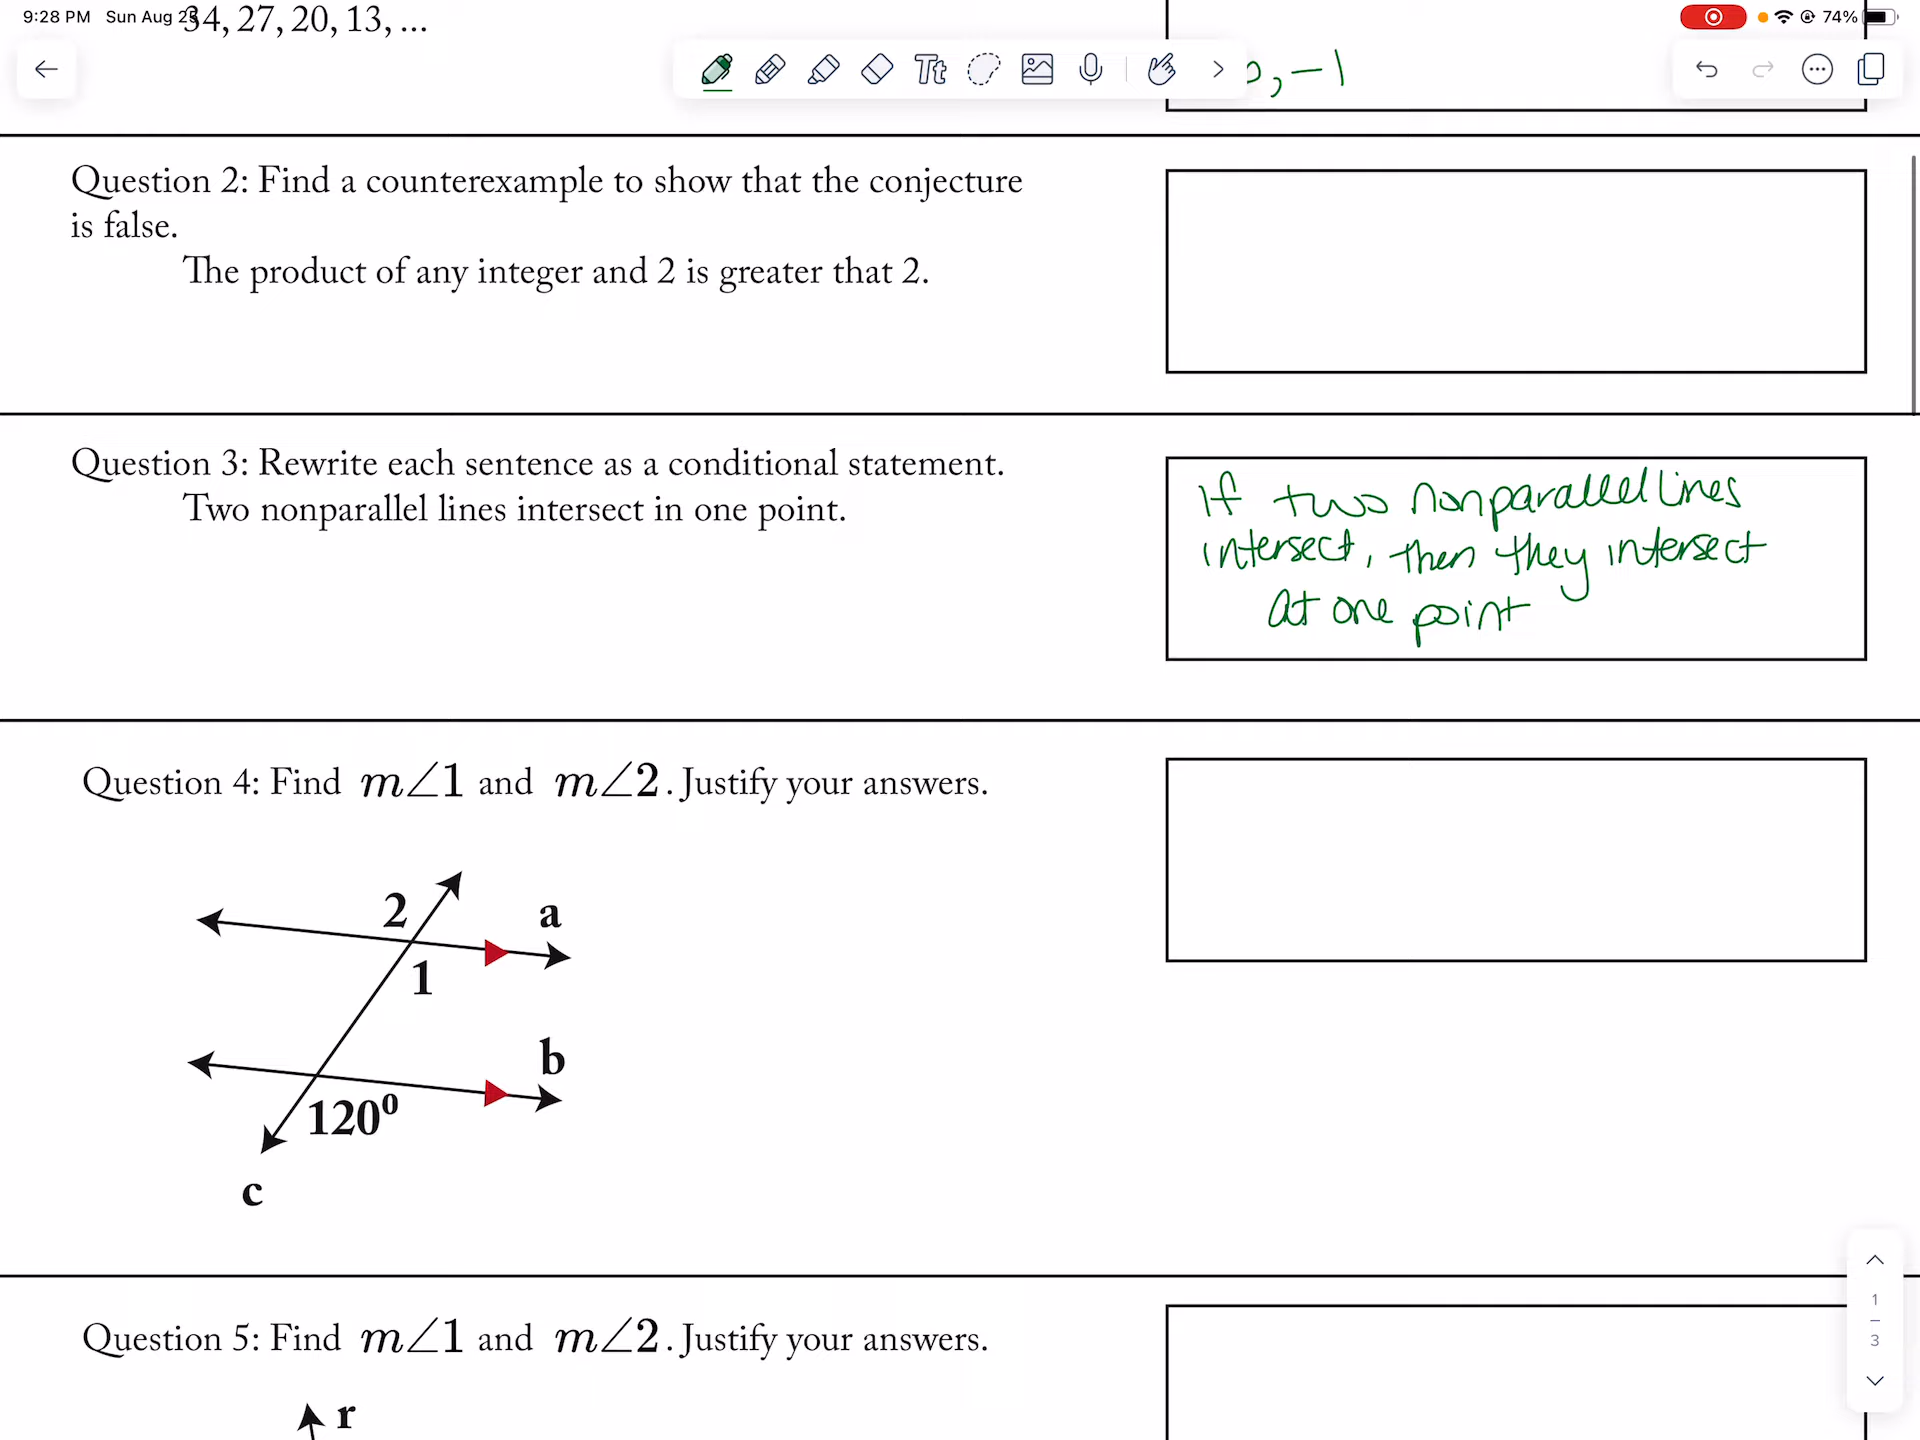 9:28 PM Sun Aug 25
74%
34, 27, 20, 13, ...
Tt
, -1
Question 2: Find a counterexample to show that the conjecture
is false.
The product of any integer and 2 is greater that 2.
Question 3: Rewrite each sentence as a conditional statement.
Two nonparallel lines intersect in one point.
If two nonparallel lines
intersect, then they intersect
at one point
Question 4: Find m∠1 and m∠2. Justify your answers.
2
a
1
b
120⁰
c
1
3
Question 5: Find m∠1 and m∠2. Justify your answers.
r